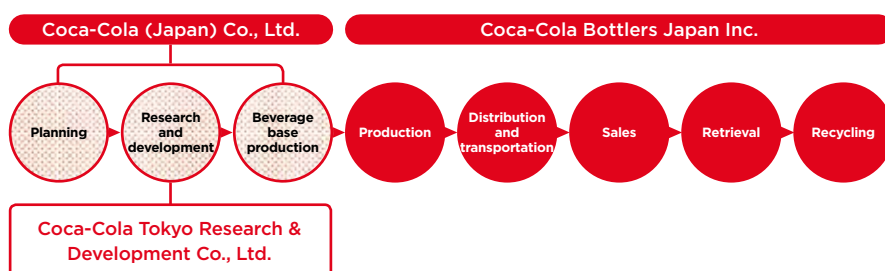 Coca-Cola (Japan) Co., Ltd.
Coca-Cola Bottlers Japan Inc.
Planning
Research
and
development
Beverage
base
production
Production
Distribution
and
transportation
Sales
Retrieval
Recycling
Coca-Cola Tokyo Research &
Development Co., Ltd.